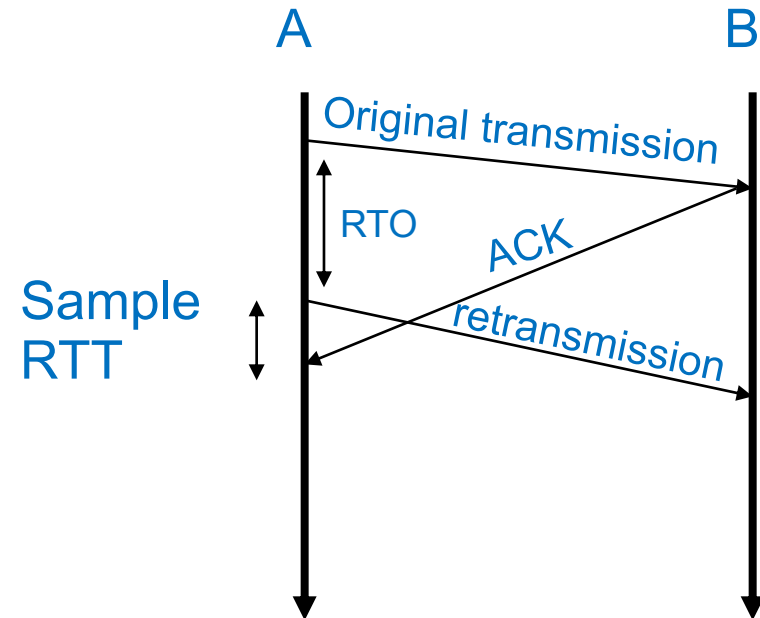 A
B
Original transmission
RTO
ACK
Sample
RTT
retransmission